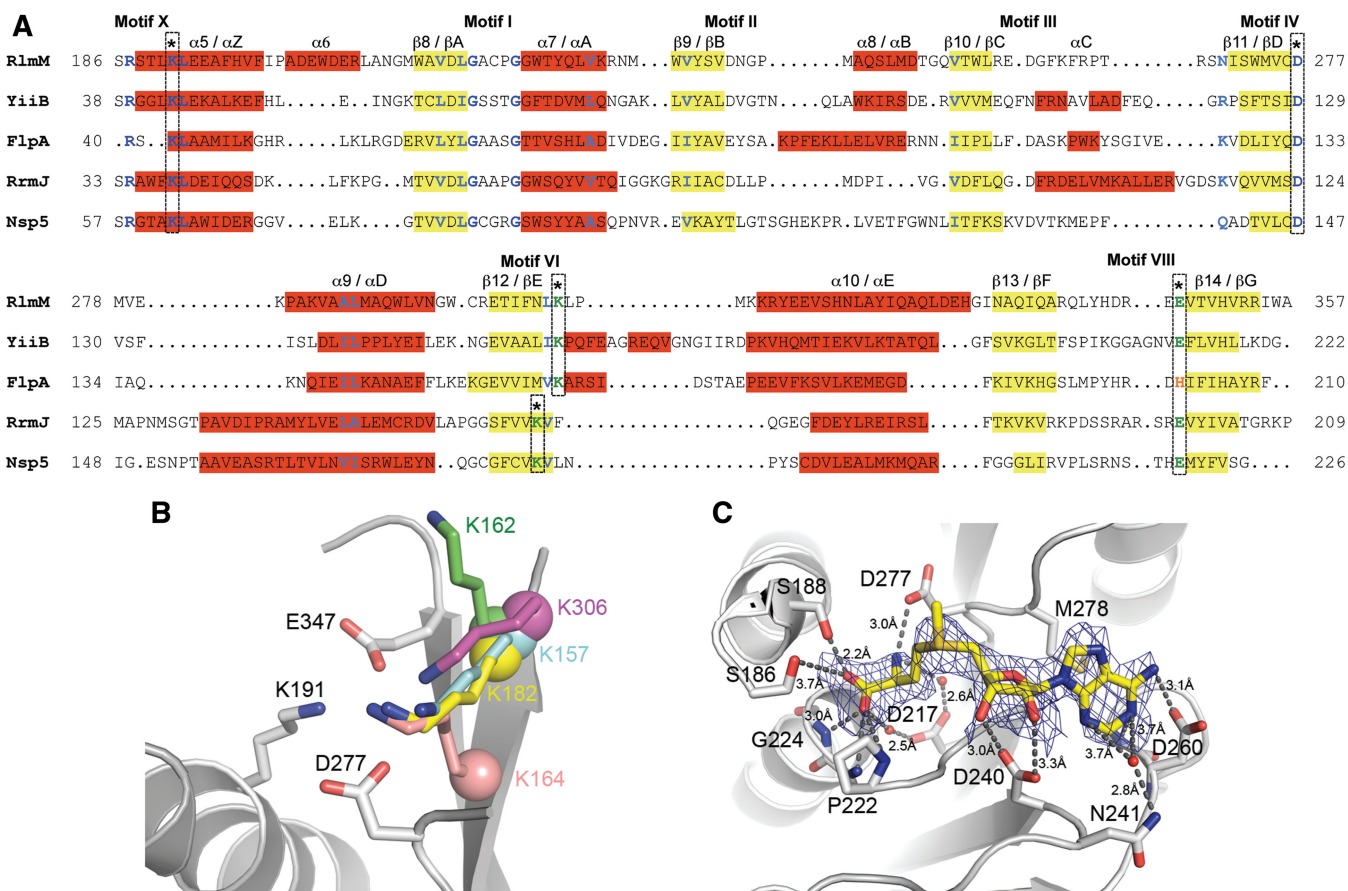 A
Motif X Motif I Motif II Motif III Motif IV
* α5 / αZ α6 β8 / βA α7 / αA β9 / βB α8 / αB β10 / βC αC β11 / βD *
RlmM 186 SRSTLKLEEAFHVFIPADEWDERLANGMWAVDLGACPGGWTYQLVKRNM...WVYSVDNGP......MAQSLMDTGQVTWLRE.DGFKFRPT.......RSNISWMVCD 277
YiiB 38 SRGGLKLEKALKEFHL.....E..INGKTCLDIGSSTGGFTDVMLQNGAK..LVYALDVGTN...QLAWKIRSDE.RVVVMEQFNFRNAVLADFEQ.....GRPSFTSID 129
FlpA 40 .RS..KLAAMILKGHR.....LKLRGDERVLYLGAASGTTVSHLADIVDEG.IIYAVEYSA.KPFEKLLELVRERNN.IIPLLF.DASKPWKYSGIVE.....KVDLIYQD 133
RrmJ 33 SRAWFKLDEIQQSDK.....LFKPG..MTVVDLGAAPGGWSQYVVTQIGGKGRIIACDLLP.......MDPI...VG.VDFLQG.DFRDELVMKALLERVGDSKVQVVMSD 124
Nsp5 57 SRGTAKLAWIDERGGV...ELK....GTVVDLGCGRGSWSYYAASQPNVR.EVKAYTLGTSGHEKPR.LVETFGWNLITFKSKVDVTKMEPF..........QADTVLCD 147
Motif VI Motif VIII
α9 / αD β12 / βE * α10 / αE β13 / βF * β14 / βG
RlmM 278 MVE............KPAKVAALMAQWLVNGW.CRETIFNLKLP..............MKKRYEEVSHNLAYIQAQLDEHGINAQIQARQLYHDR...EEVTVHVRRIWA 357
YiiB 130 VSF.............ISLDLILPPLYEILEK.NGEVAALIKPQFEAGREQVGNGIIRDPKVHQMTIEKVLKTATQL...GFSVKGLTFSPIKGGAGNVEFLVHLLKDG. 222
FlpA 134 IAQ.............KNQIEILKANAEFFLKEKGEVVIMVKARSI........DSTAEPEEVFKSVLKEMEGD.......FKIVKHGSLMPYHR...DHIFIHAYRF.. 210
*
RrmJ 125 MAPNMSGTPAVDIPRAMYLVELALEMCRDVLAPGGSFVVKVF...................QGEGFDEYLREIRSL......FTKVKVRKPDSSRAR.SREVYIVATGRKP 209
Nsp5 148 IG.ESNPTAAVEASRTLTVLNVISRWLEYN..QGCGFCVKVLN...................PYSCDVLEALMKMQAR....FGGGLIRVPLSRNS..THEMYFVSG.... 226
B
K162
K306
E347
K157
K182
K191
D277
K164
C
D277
S188
M278
3.0Å
2.2Å
S186
3.7Å
2.6Å
3.1Å
D217
3.0Å
G224
2.5Å
3.7Å
3.7Å
D260
3.0Å
3.3Å
D240
P222
2.8Å
N241